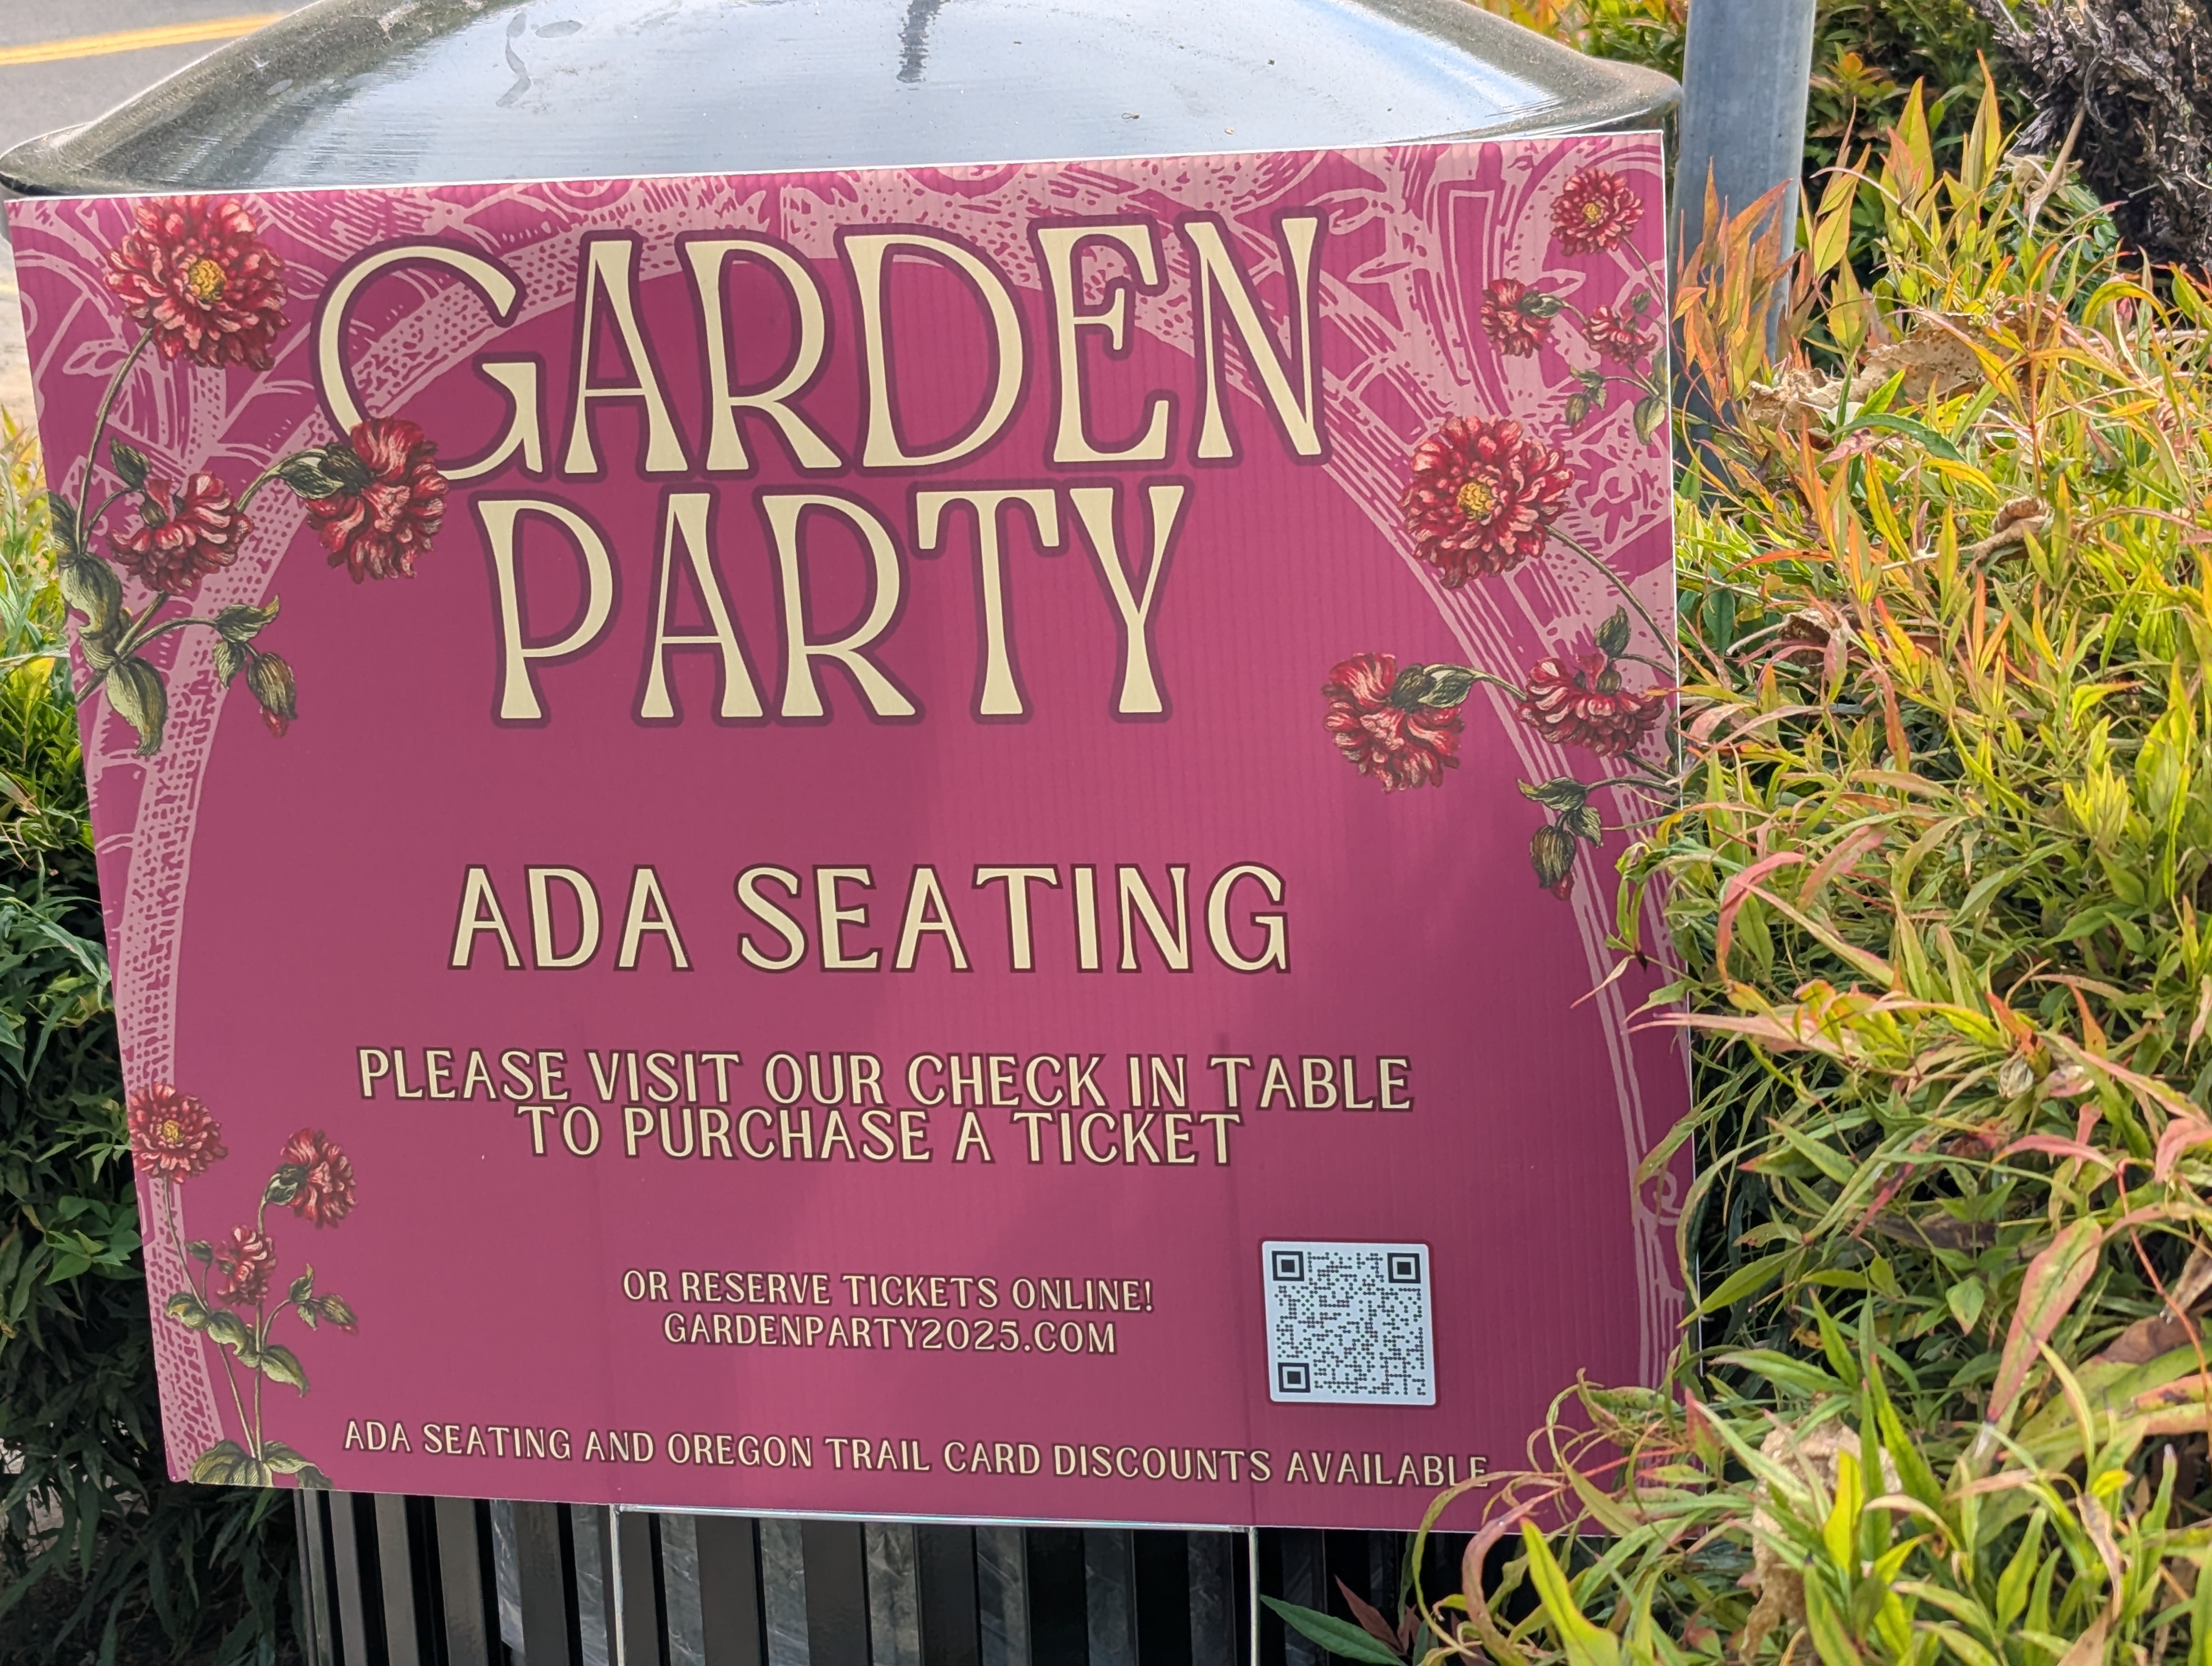 GARDEN
PARTY
ADA SEATING
PLEASE VISIT OUR CHECK IN TABLE
TO PURCHASE A TICKET
OR RESERVE TICKETS ONLINE!
GARDENPARTY2025.COM
ADA SEATING AND OREGON TRAIL CARD DISCOUNTS AVAILABLE